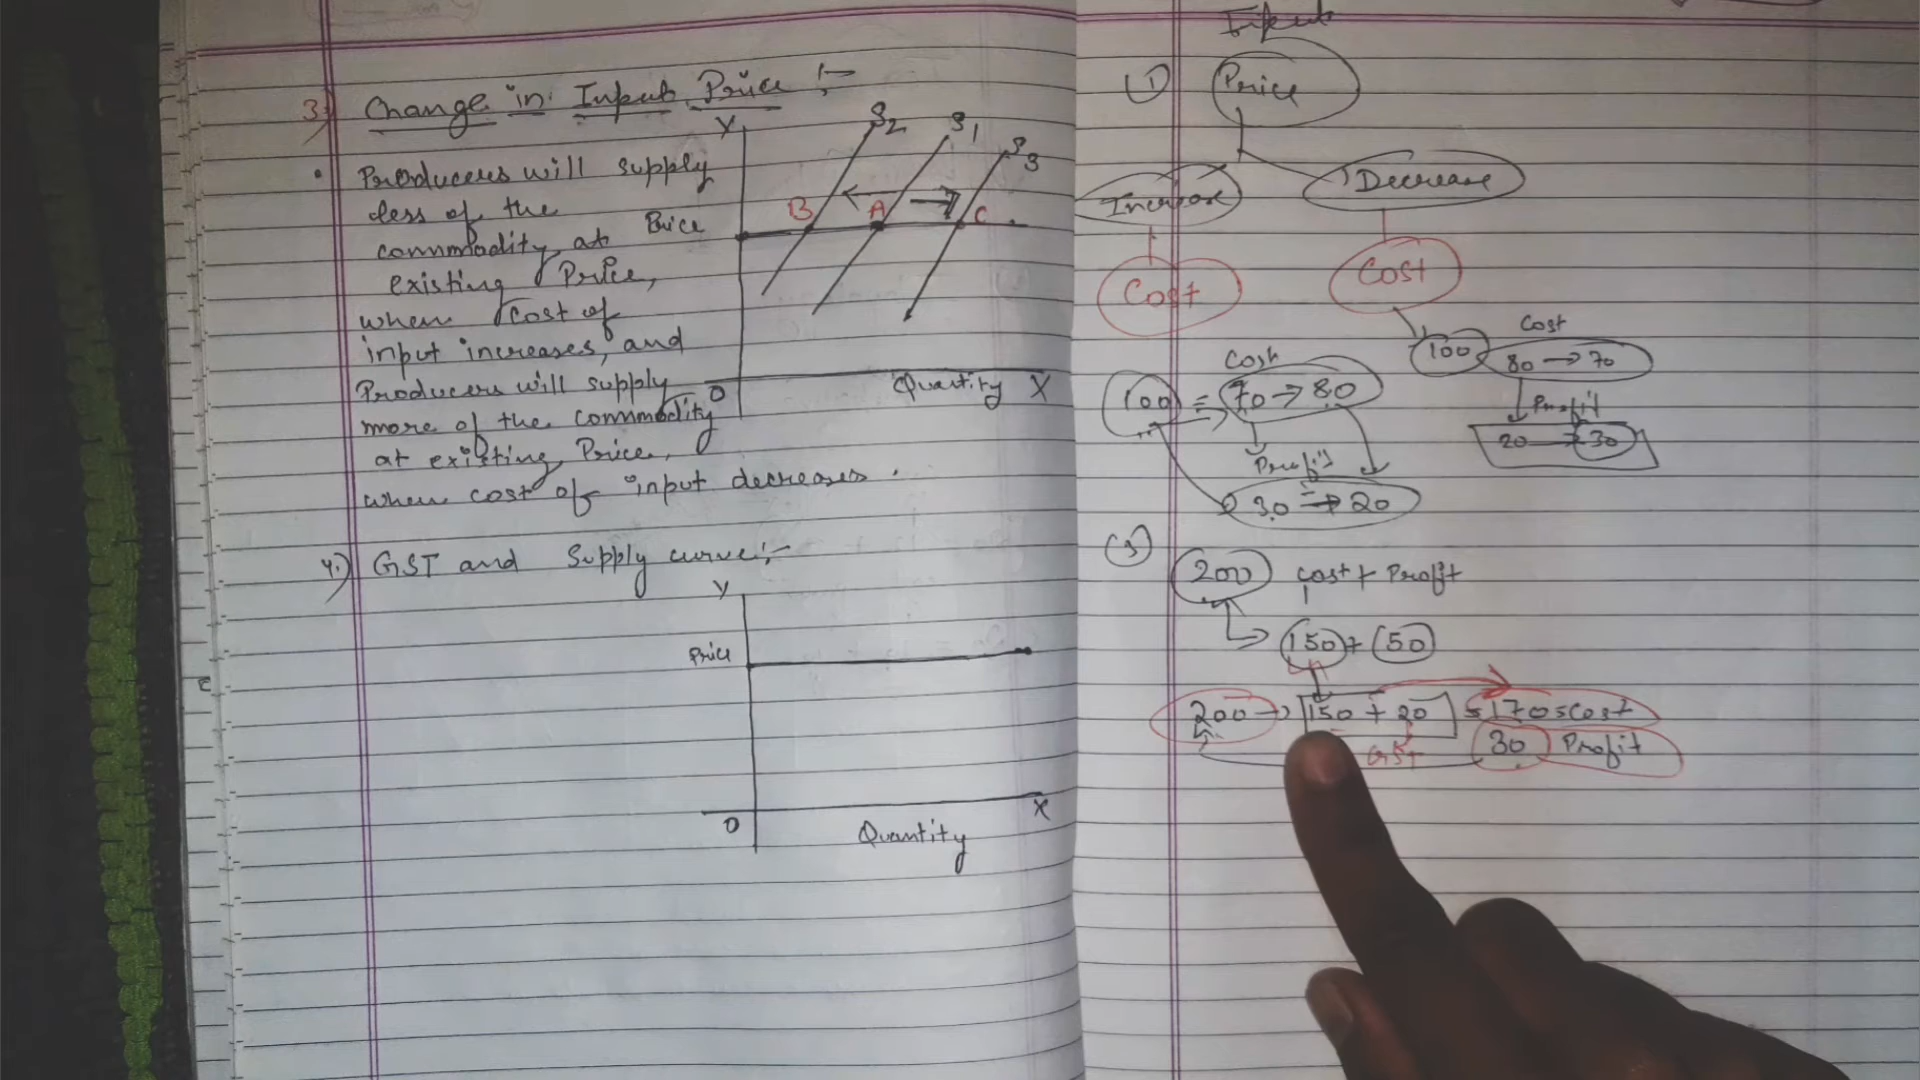 3) Change in Input Price :-
• Producers will supply
less of the
commodity at
existing Price,
when cost of
input increases, and
Producers will supply
more of the commodity
at existing Price,
when cost of input decreases .
Y
S2
S1
S3
Price
B
A
C
O
Quantity
X
4.) GST and Supply curve:-
Y
Price
O
Quantity
X
Input
(1) Price
Increase
Decrease
Cost
Cost
Cost
100 = 70 → 80
Profit
30 → 20
Cost
100 80 → 70
Profit
20 → 30
200 cost + Profit
150 + 50
200 → 150 + 20 = 170 = Cost
GST
30 Profit